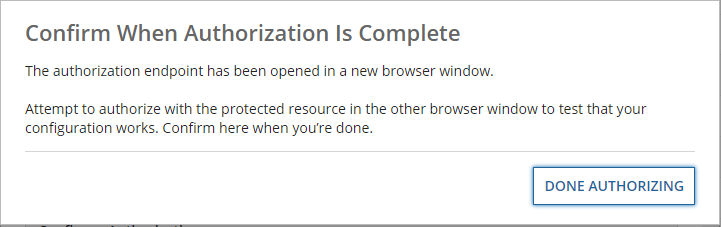 Confirm When Authorization Is Complete
The authorization endpoint has been opened in a new browser window.
Attempt to authorize with the protected resource in the other browser window to test that your
configuration works. Confirm here when you’re done.
DONE AUTHORIZING